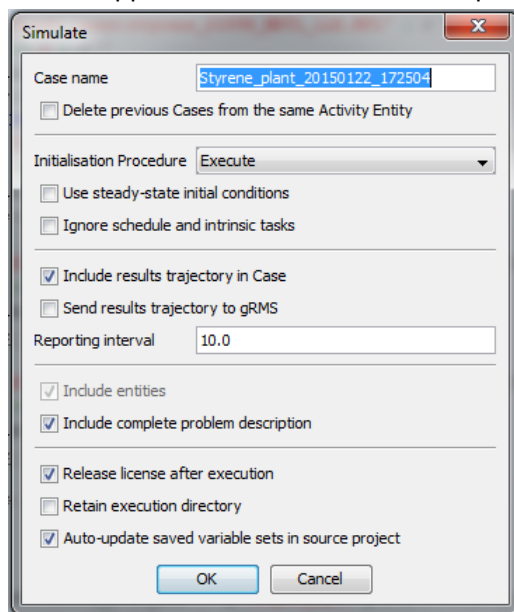 Simulate
Case name Styrene_plant_20150122_172504
Delete previous Cases from the same Activity Entity
Initialisation Procedure Execute
Use steady-state initial conditions
Ignore schedule and intrinsic tasks
Include results trajectory in Case
Send results trajectory to gRMS
Reporting interval 10.0
Include entities
Include complete problem description
Release license after execution
Retain execution directory
Auto-update saved variable sets in source project
OK Cancel